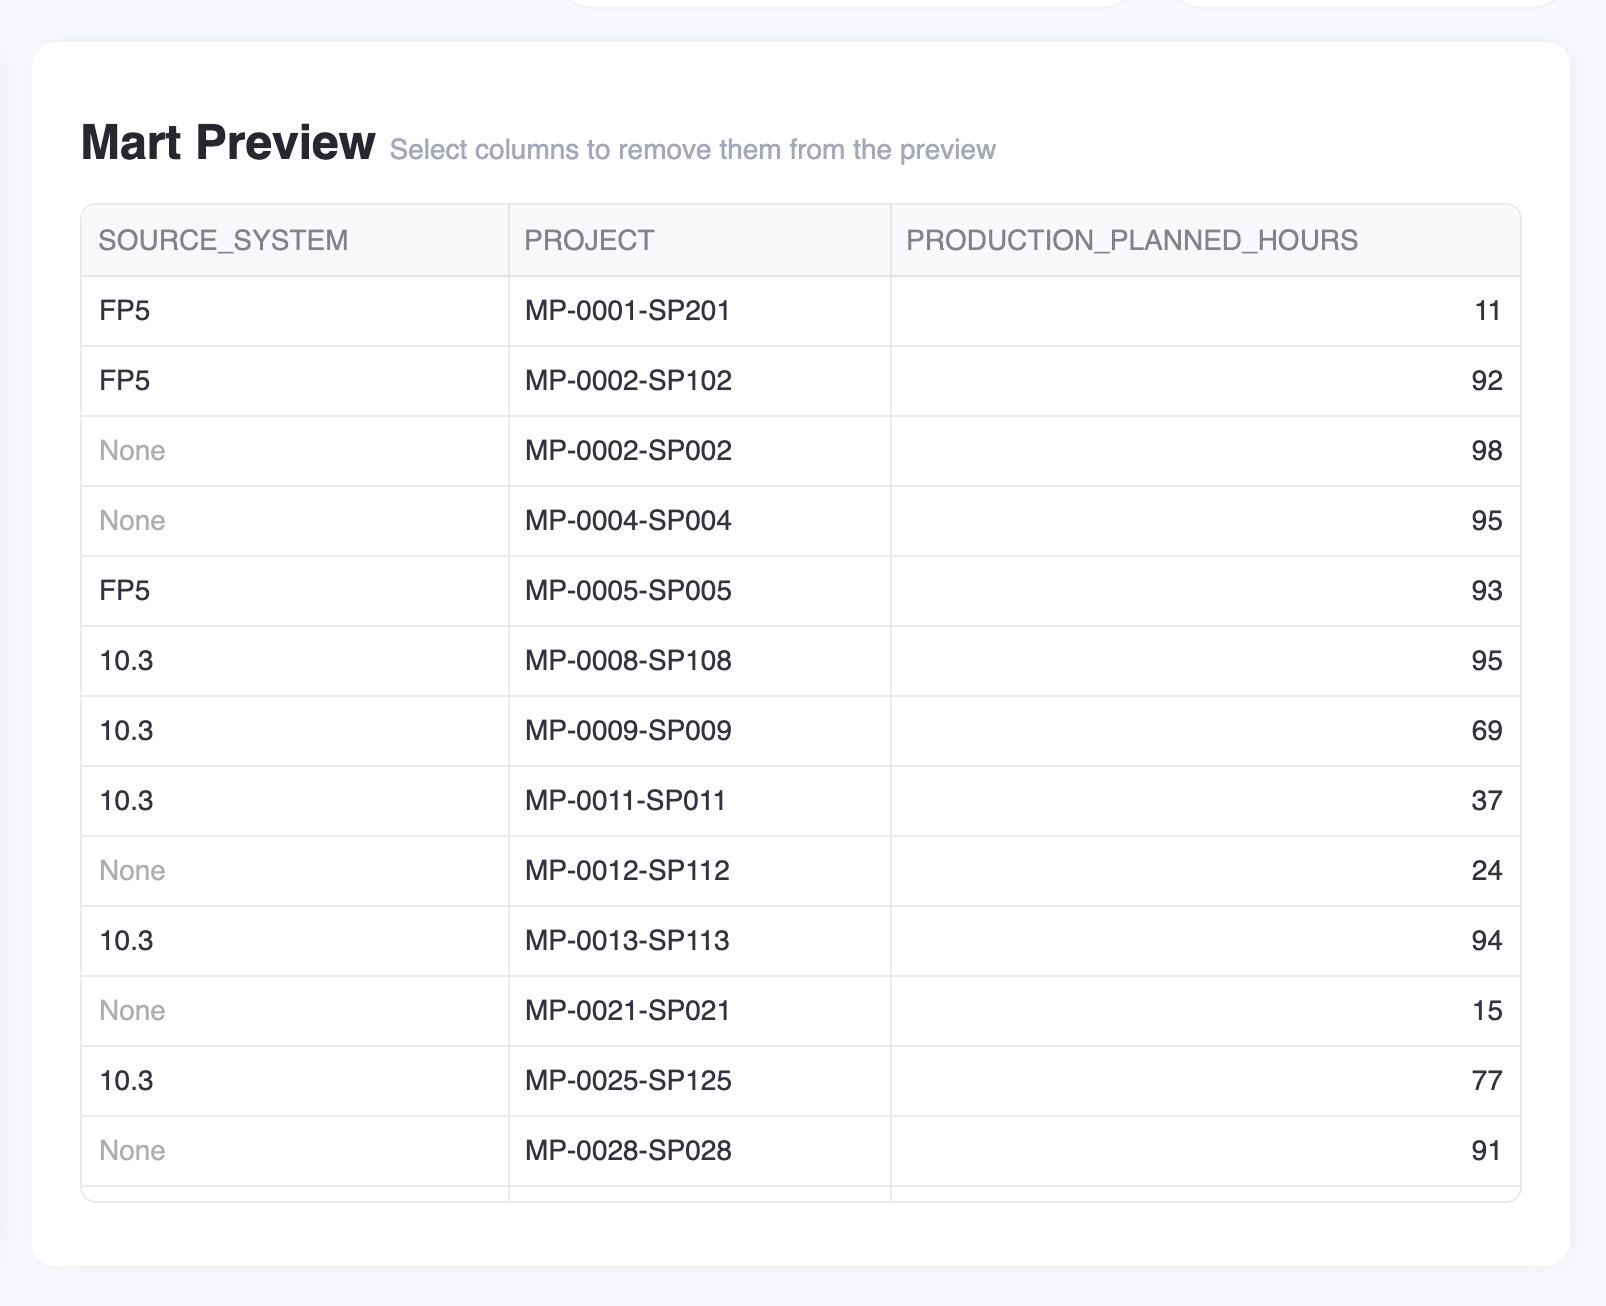 Mart Preview Select columns to remove them from the preview
SOURCE_SYSTEM PROJECT PRODUCTION_PLANNED_HOURS
FP5 MP-0001-SP201 11
FP5 MP-0002-SP102 92
None MP-0002-SP002 98
None MP-0004-SP004 95
FP5 MP-0005-SP005 93
10.3 MP-0008-SP108 95
10.3 MP-0009-SP009 69
10.3 MP-0011-SP011 37
None MP-0012-SP112 24
10.3 MP-0013-SP113 94
None MP-0021-SP021 15
10.3 MP-0025-SP125 77
None MP-0028-SP028 91